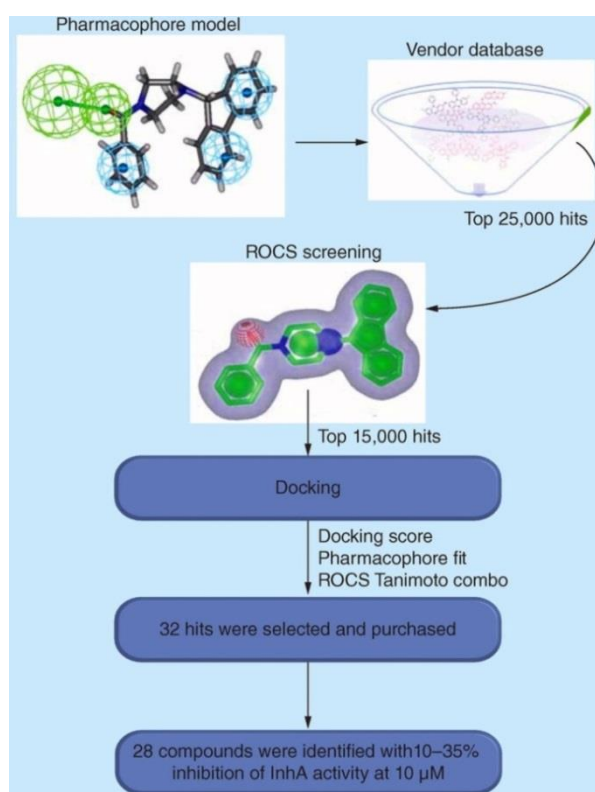 Pharmacophore model
Vendor database
Top 25,000 hits
ROCS screening
Top 15,000 hits
Docking
Docking score
Pharmacophore fit
ROCS Tanimoto combo
32 hits were selected and purchased
28 compounds were identified with10–35%
inhibition of InhA activity at 10 µM